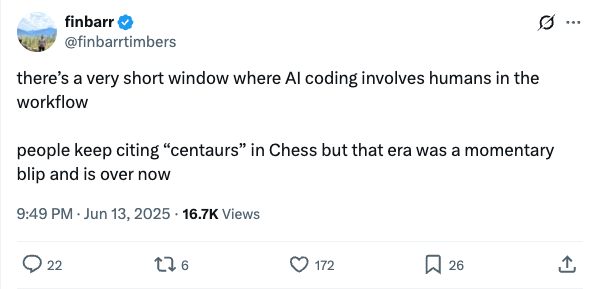 finbarr
@finbarrtimbers
there’s a very short window where AI coding involves humans in the
workflow
people keep citing “centaurs” in Chess but that era was a momentary
blip and is over now
9:49 PM · Jun 13, 2025 · 16.7K Views
22 6 172 26